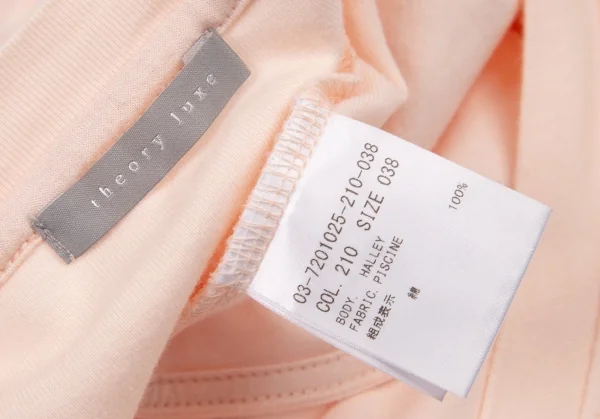 theory luxe
03-7201025-210-038
COL. 210 SIZE 038
BODY. HALLEY
FABRIC. PISCINE
組成表示
綿 100%